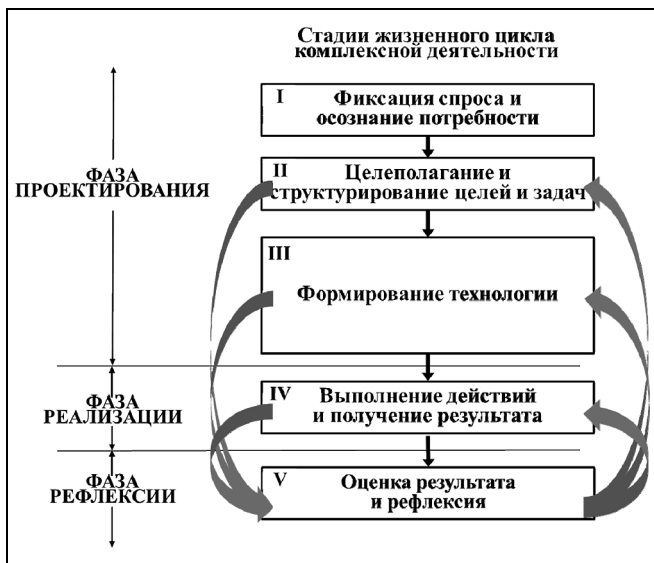 Стадии жизненного цикла
комплексной деятельности
I
Фиксация спроса и
осознание потребности
ФАЗА
ПРОЕКТИРОВАНИЯ
II
Целеполагание и
структурирование целей и задач
III
Формирование технологии
ФАЗА
РЕАЛИЗАЦИИ
IV
Выполнение действий
и получение результата
ФАЗА
РЕФЛЕКСИИ
V
Оценка результата
и рефлексия